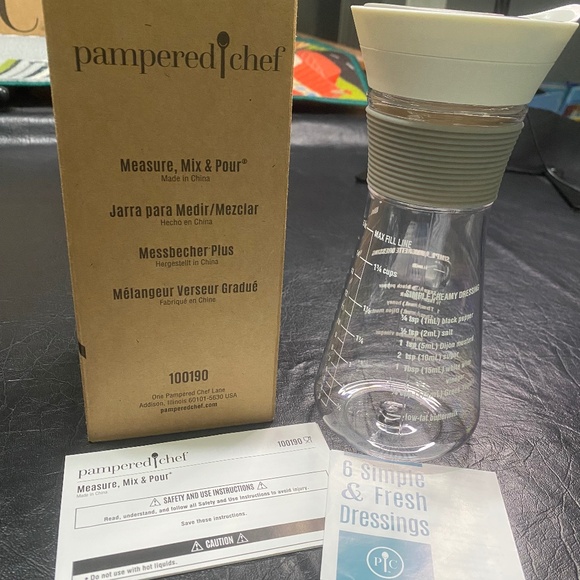 pampered chef
Measure, Mix & Pour®
Made in China
Jarra para Medir/Mezclar
Hecho en China
Messbecher Plus
Hergestellt in China
Mélangeur Verseur Gradué
Fabriqué en Chine
100190
One Pampered Chef Lane
Addison, Illinois 60101-5630 USA
pamperedchef.com
MAX FILL LINE
1¾ cups
SIMPLE CREAMY DRESSING
¼ tsp (1mL) black pepper
½ tsp (2mL) salt
1 tsp (5mL) Dijon mustard
2 tsp (10mL) sugar
1 tbsp (15mL) white
low-fat buttermilk
pampered chef
100190
Measure, Mix & Pour®
Made in China
⚠ SAFETY AND USE INSTRUCTIONS ⚠
Read, understand, and follow all Safety and Use Instructions to avoid injury.
Save these instructions.
⚠ CAUTION ⚠
• Do not use with hot liquids.
6 Simple
& Fresh
Dressings
PC